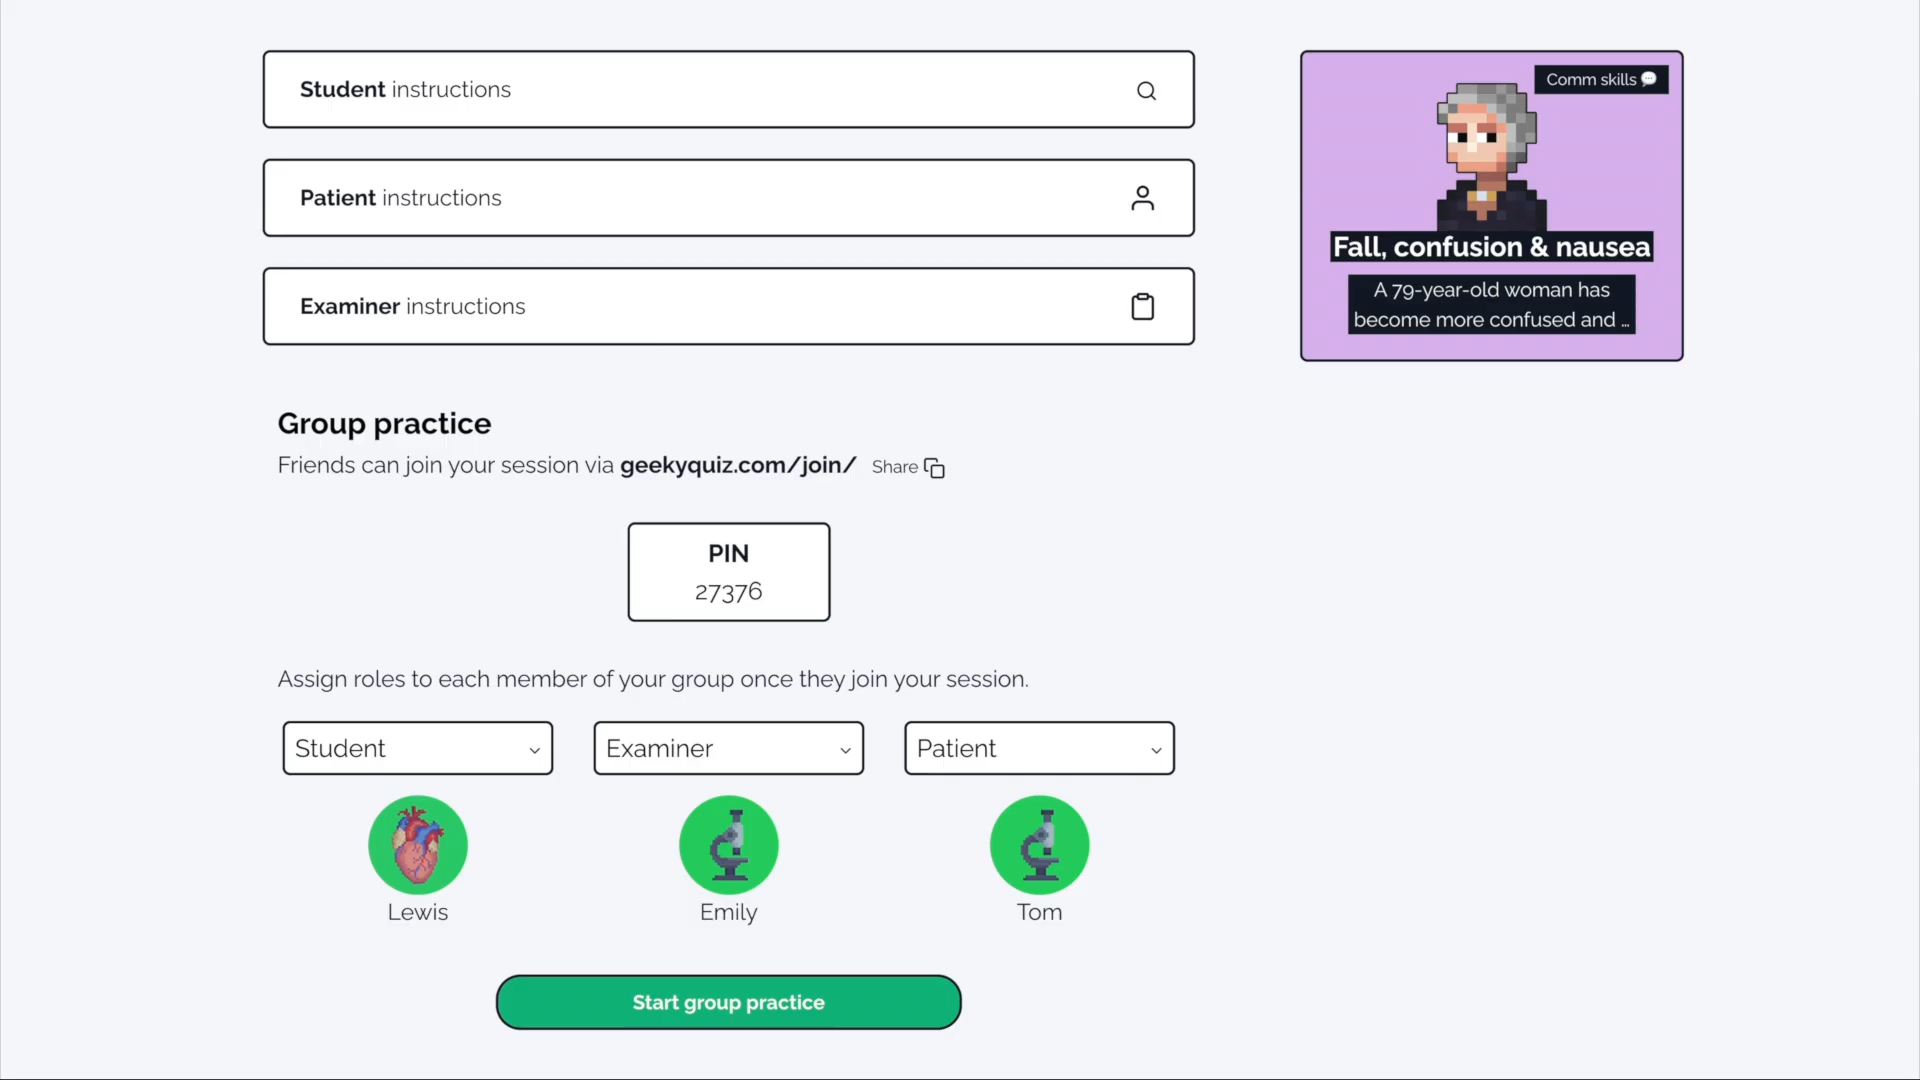 Student instructions
Patient instructions
Examiner instructions
Comm skills
Fall, confusion & nausea
A 79-year-old woman has
become more confused and ...
Group practice
Friends can join your session via geekyquiz.com/join/ Share
PIN
27376
Assign roles to each member of your group once they join your session.
Student
Examiner
Patient
Lewis
Emily
Tom
Start group practice